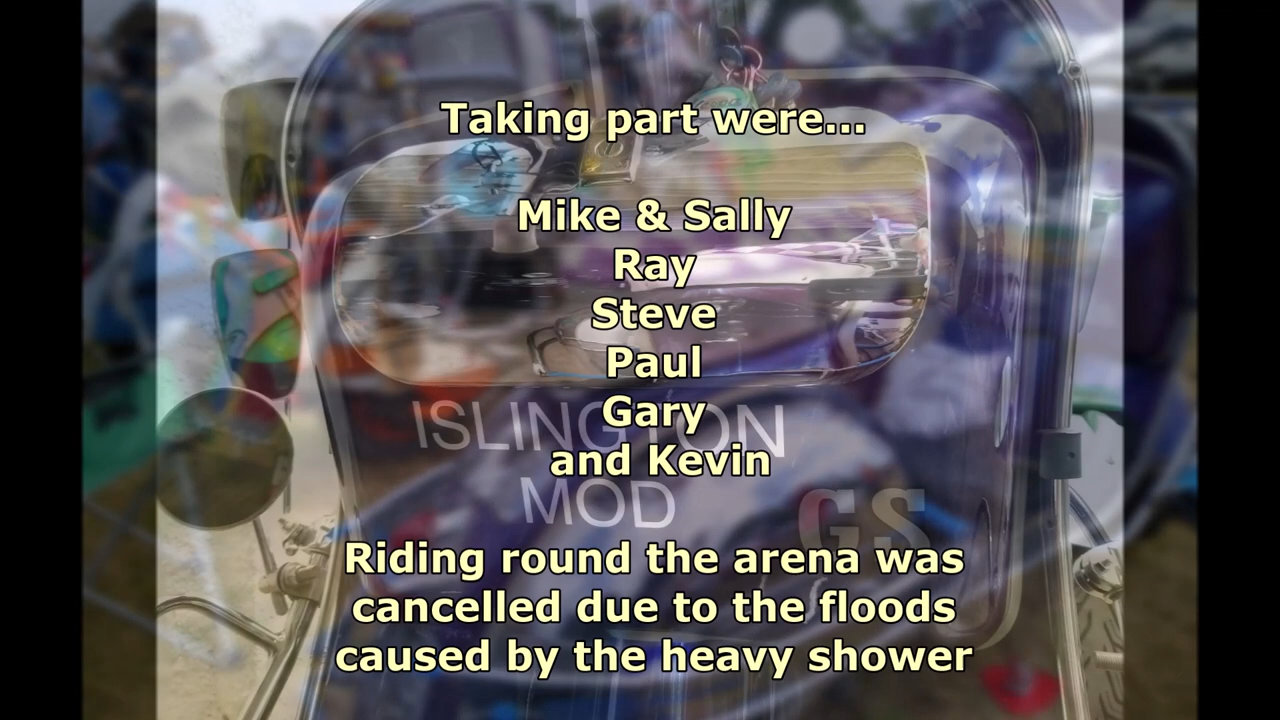 Taking part were...
Mike & Sally
Ray
Steve
Paul
Gary
and Kevin
ISLINGTON
MOD
GS
Riding round the arena was
cancelled due to the floods
caused by the heavy shower